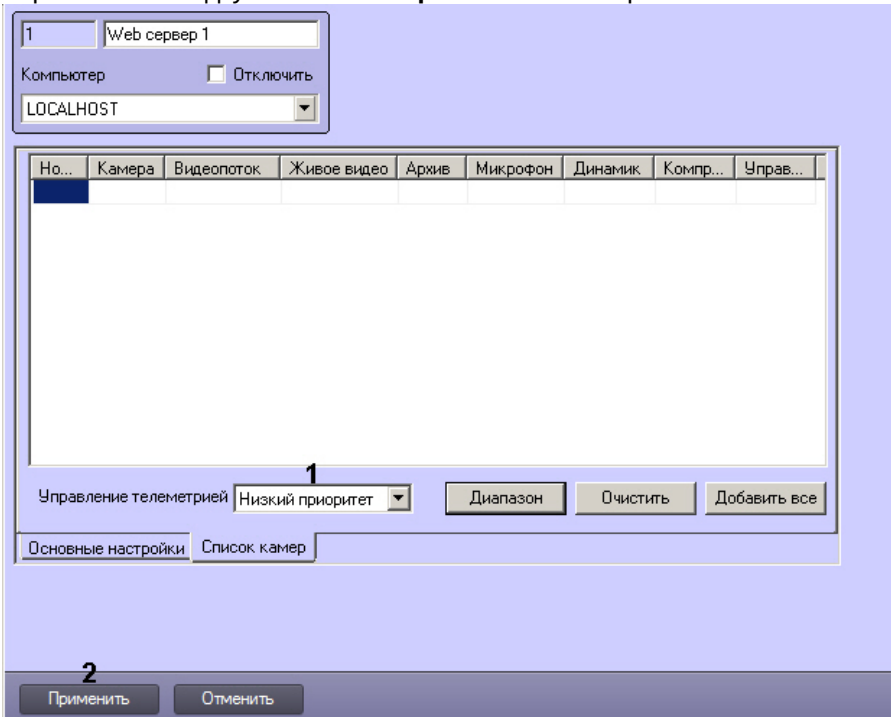 1 Web сервер 1
Компьютер Отключить
LOCALHOST
Но... Камера Видеопоток Живое видео Архив Микрофон Динамик Компр... Управ...
1
Управление телеметрией Низкий приоритет Диапазон Очистить Добавить все
Основные настройки Список камер
2
Применить Отменить